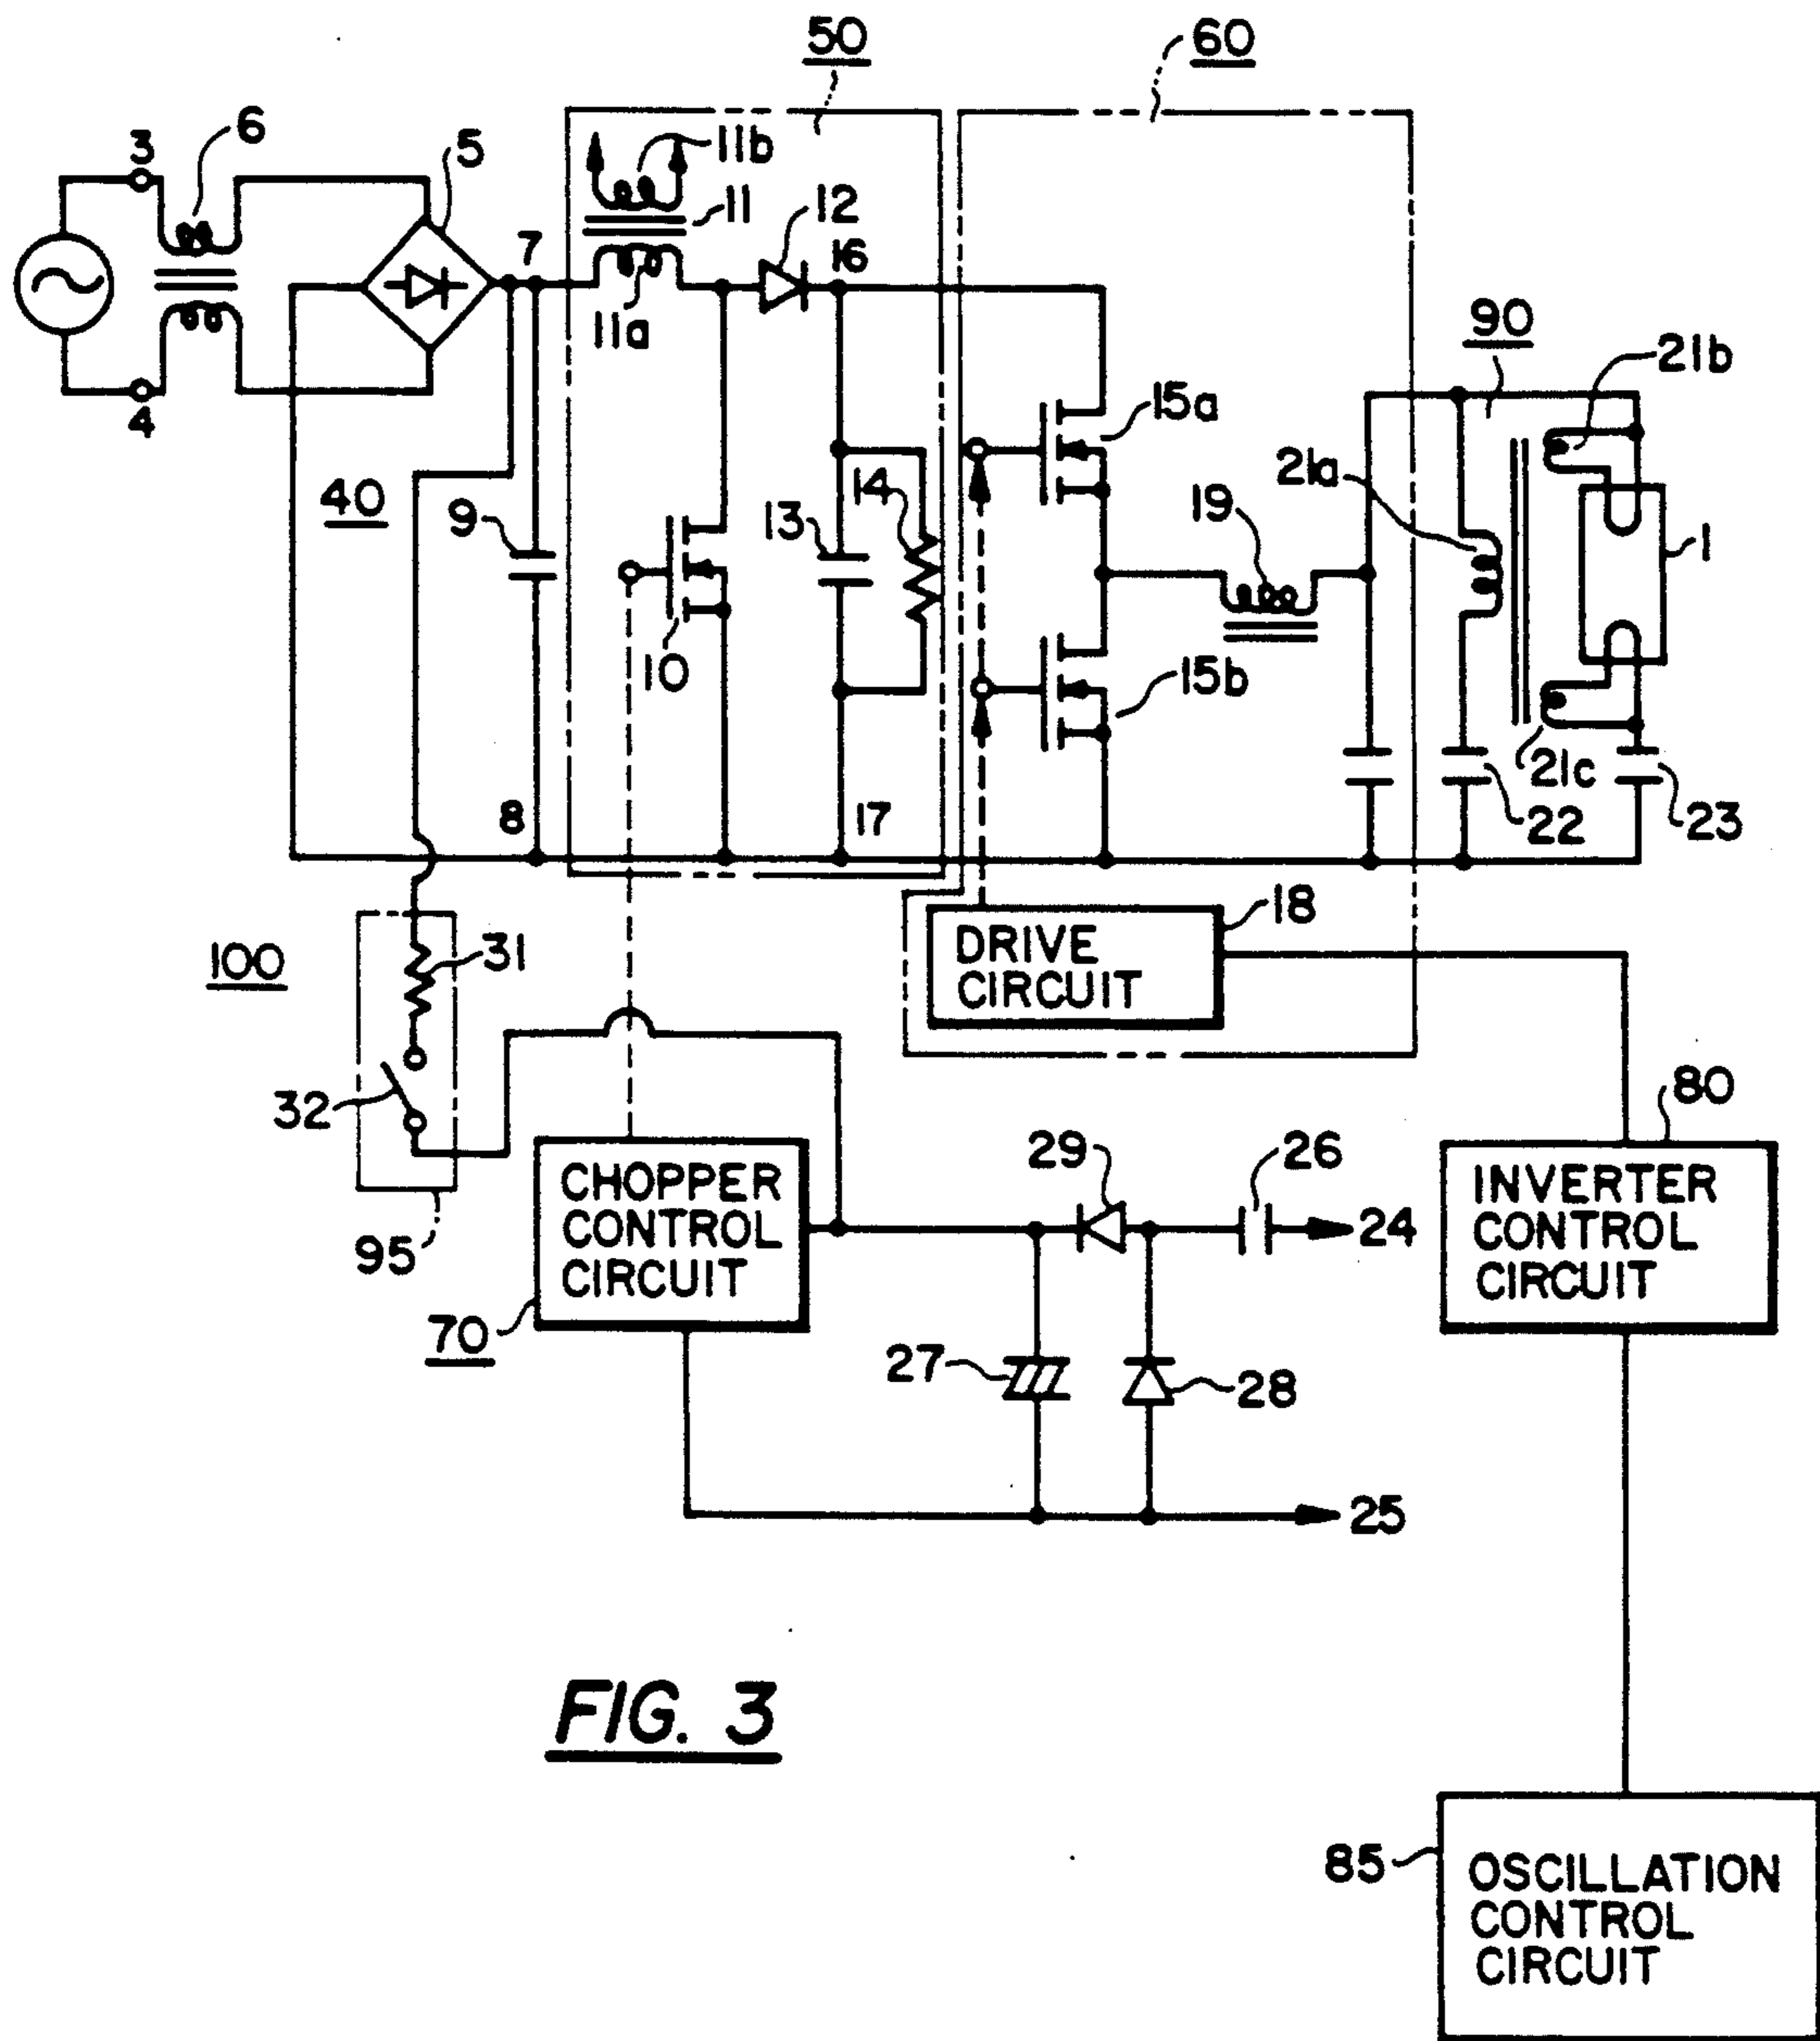 50
60
6
3
5
11b
11
12
7
16
11a
4
90
21b
15a
21a
40
9
13
14
19
1
10
15b
8
17
21c
22
23
18
DRIVE
CIRCUIT
100
31
32
95
80
29
26
CHOPPER
CONTROL
CIRCUIT
24
INVERTER
CONTROL
CIRCUIT
70
27
28
25
FIG. 3
85
OSCILLATION
CONTROL
CIRCUIT